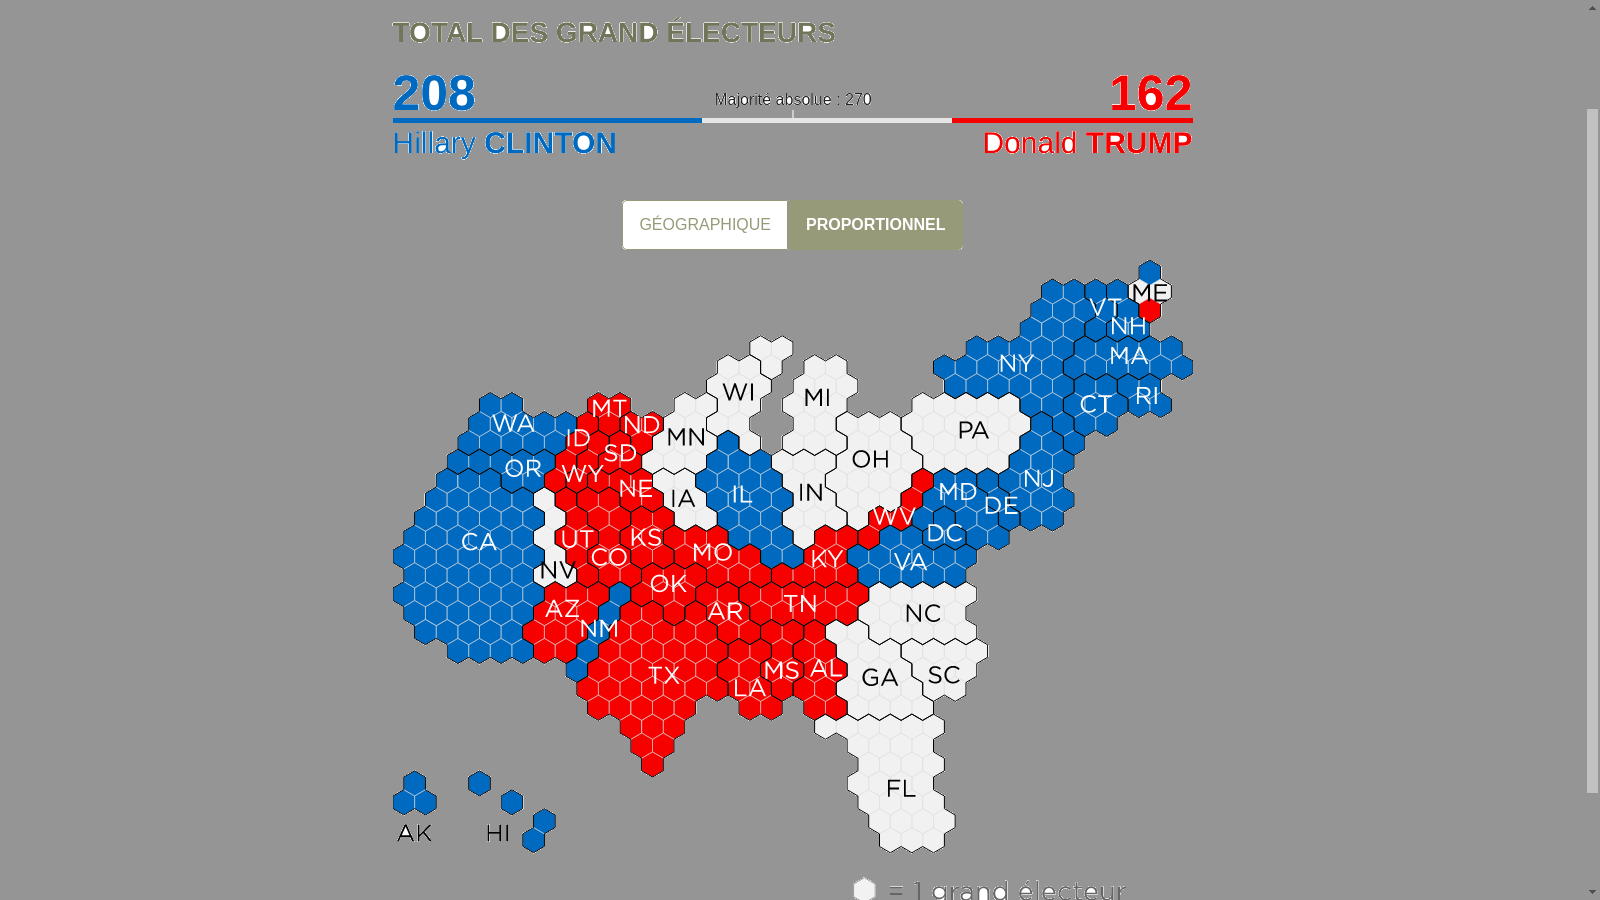 TOTAL DES GRAND ÉLECTEURS
208
Majorité absolue : 270
162
Hillary CLINTON
Donald TRUMP
GÉOGRAPHIQUE
PROPORTIONNEL
ME
VT
NH
MA
NY
RI
CT
WI
MI
MT
WA
ND
PA
MN
ID
SD
OH
OR
WY
NJ
NE
IL
IN
MD
IA
DE
WV
DC
UT
KS
CA
MO
CO
KY
VA
NV
OK
TN
AZ
AR
NC
NM
TX
MS
AL
GA
SC
LA
FL
AK
HI
= 1 grand électeur